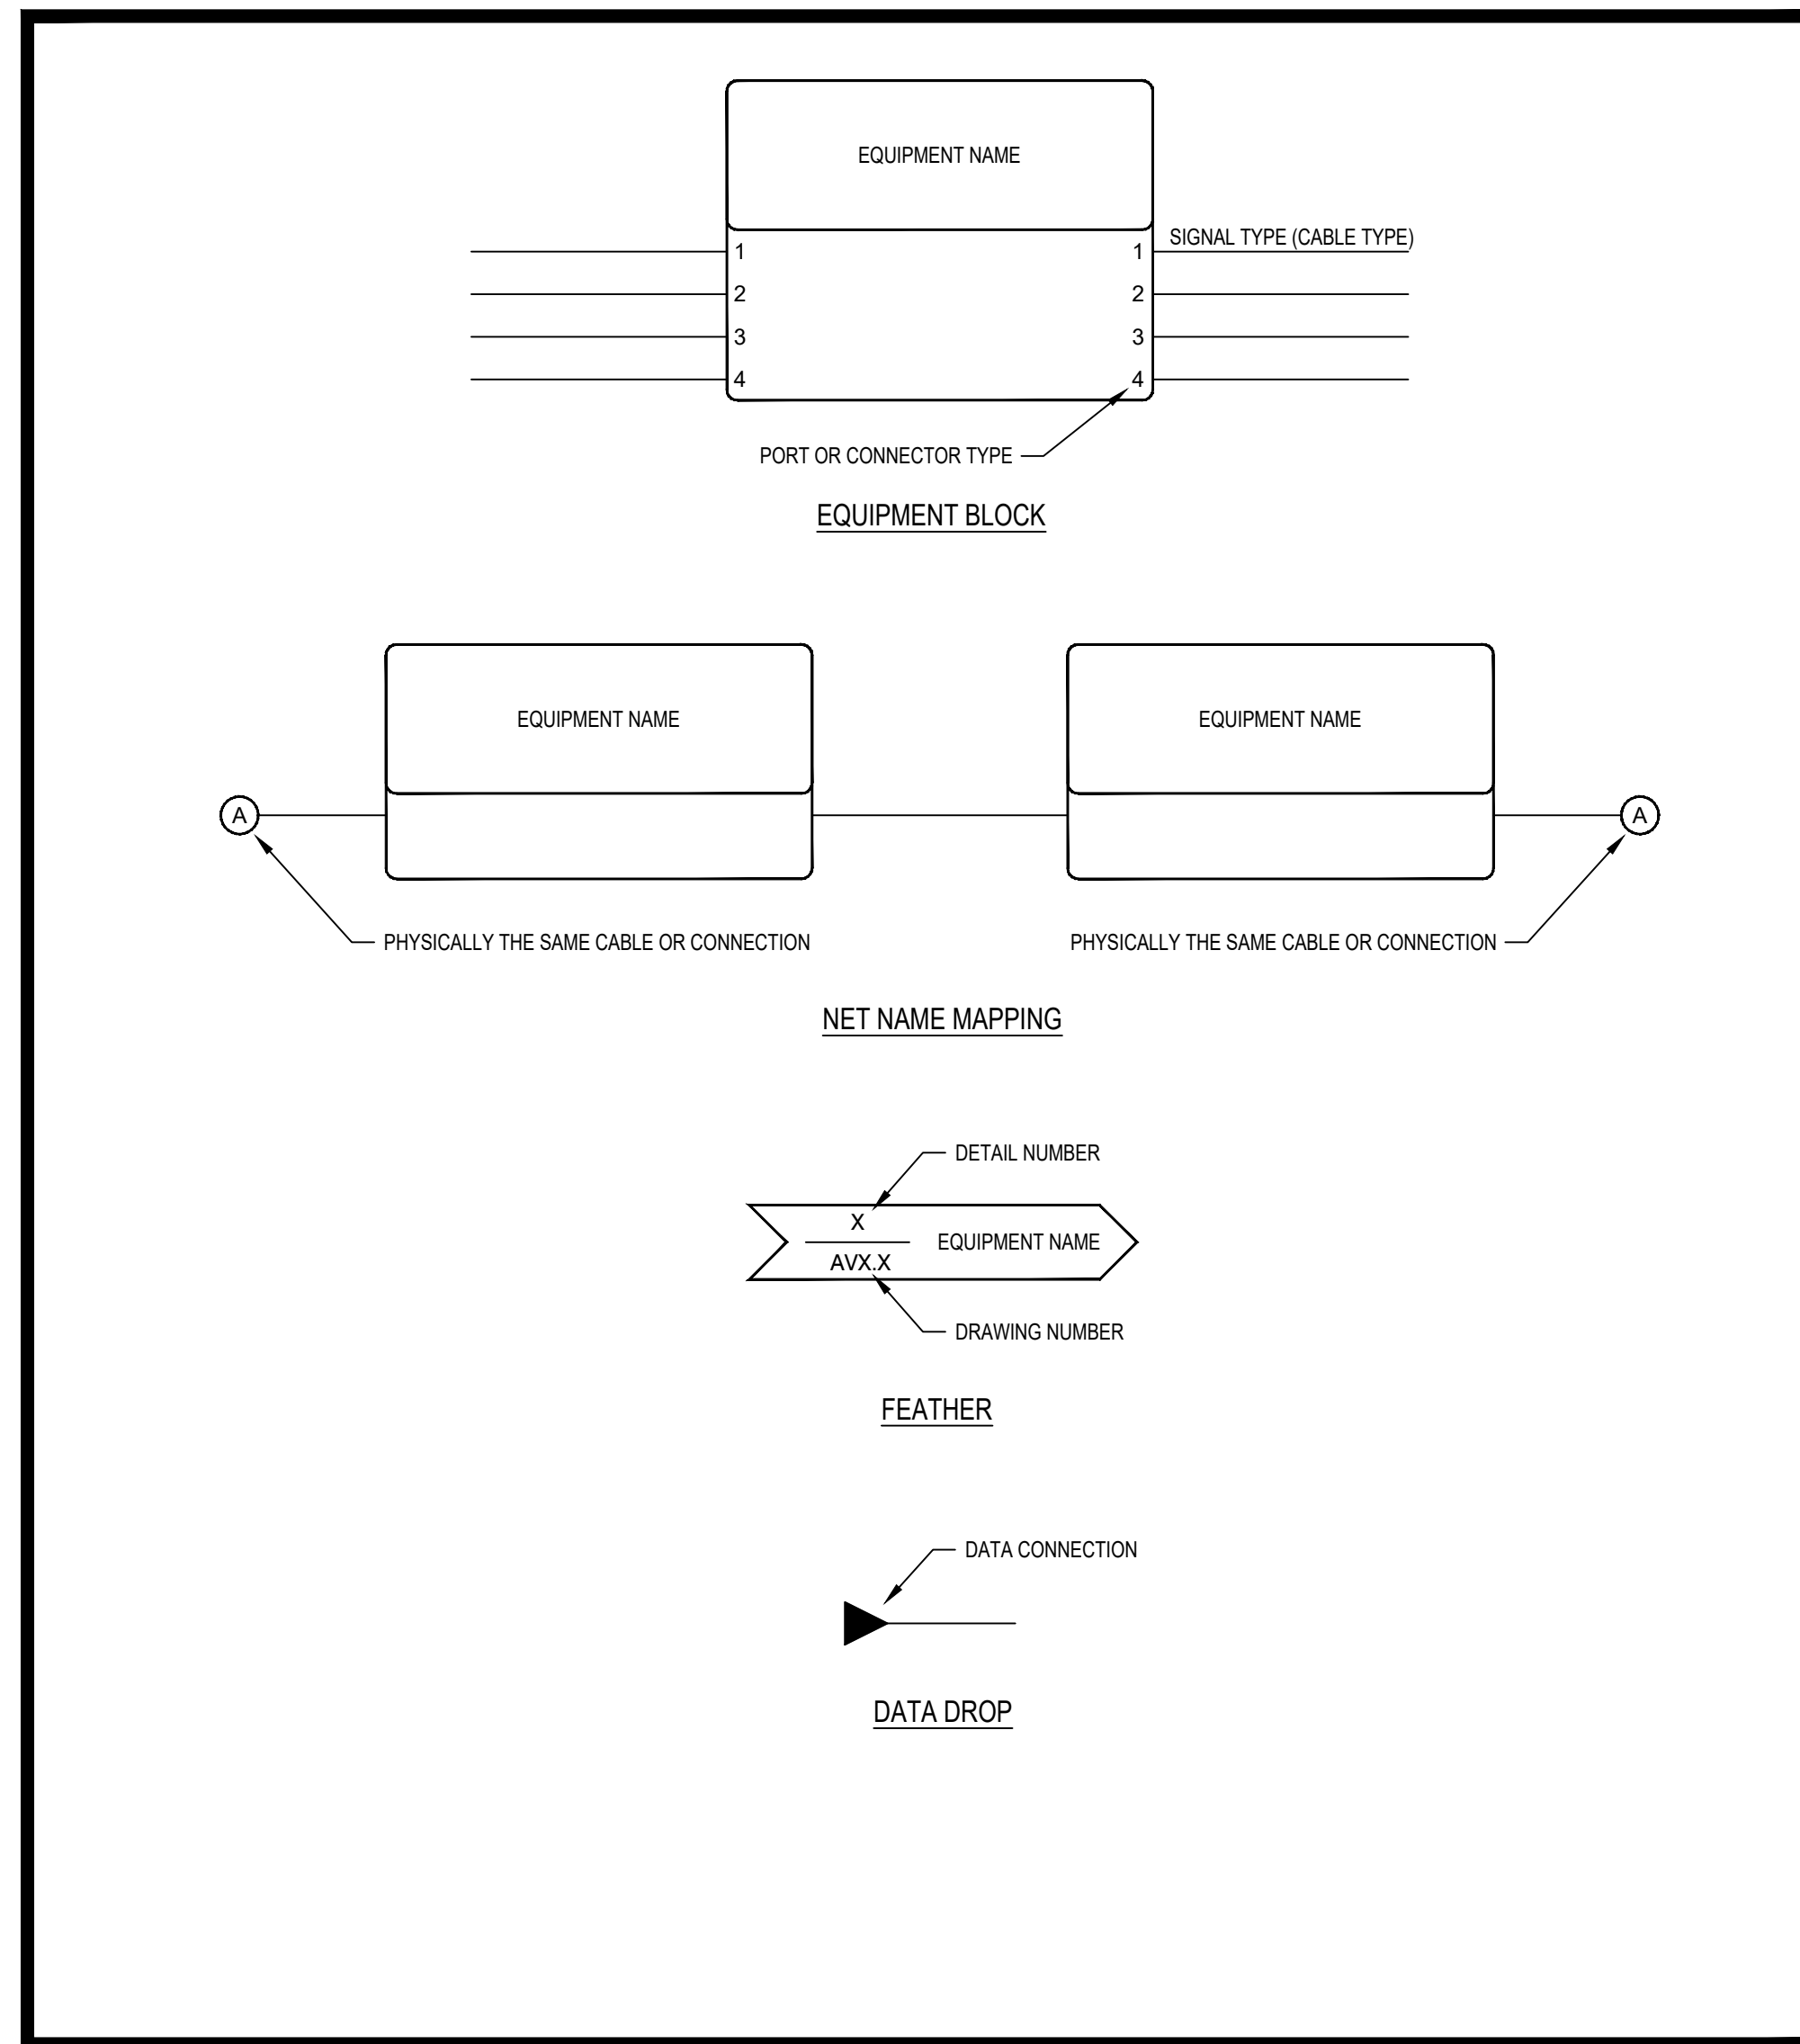 EQUIPMENT NAME
SIGNAL TYPE (CABLE TYPE)
1 1
2 2
3 3
4 4
PORT OR CONNECTOR TYPE
EQUIPMENT BLOCK
EQUIPMENT NAME EQUIPMENT NAME
A A
PHYSICALLY THE SAME CABLE OR CONNECTION PHYSICALLY THE SAME CABLE OR CONNECTION
NET NAME MAPPING
DETAIL NUMBER
X
EQUIPMENT NAME
AVX.X
DRAWING NUMBER
FEATHER
DATA CONNECTION
DATA DROP